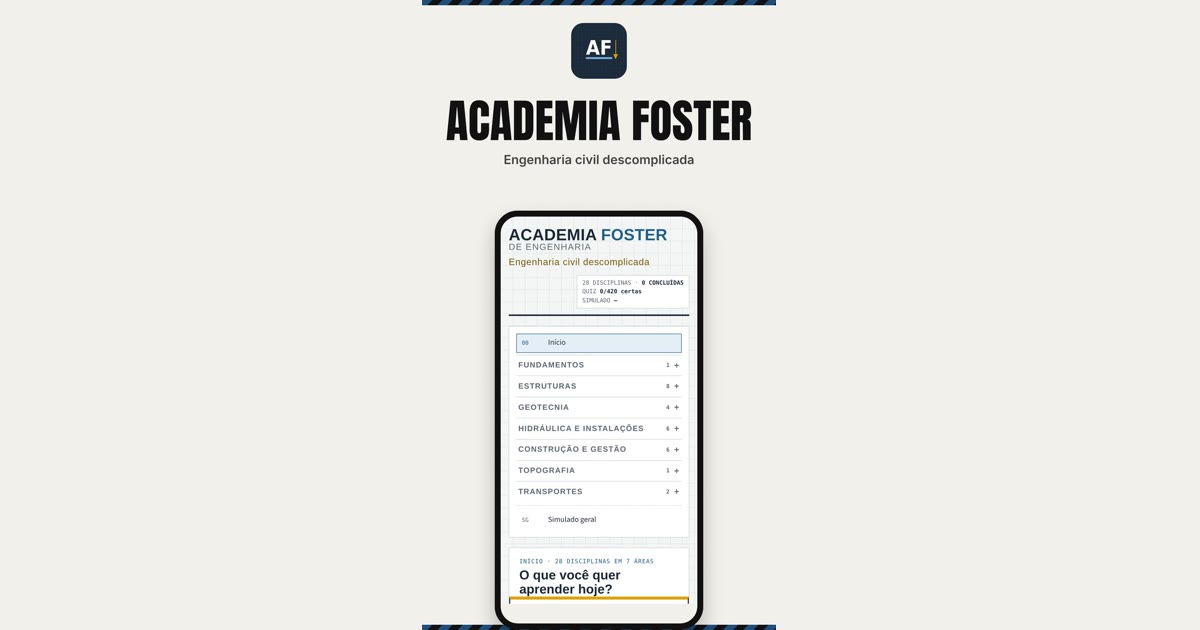 AF
ACADEMIA FOSTER
Engenharia civil descomplicada
ACADEMIA FOSTER
DE ENGENHARIA
Engenharia civil descomplicada
28 DISCIPLINAS · 0 CONCLUÍDAS
QUIZ 0/420 certas
SIMULADO —
00 Início
FUNDAMENTOS 1 +
ESTRUTURAS 8 +
GEOTECNIA 4 +
HIDRÁULICA E INSTALAÇÕES 6 +
CONSTRUÇÃO E GESTÃO 6 +
TOPOGRAFIA 1 +
TRANSPORTES 2 +
SG Simulado geral
INÍCIO · 28 DISCIPLINAS EM 7 ÁREAS
O que você quer
aprender hoje?